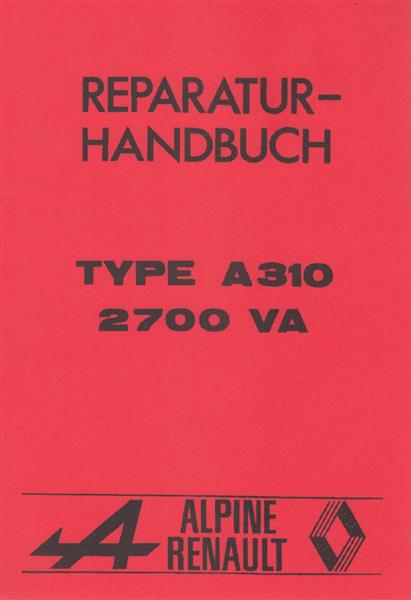 REPARATUR-
HANDBUCH
TYPE A310
2700 VA
ALPINE
RENAULT